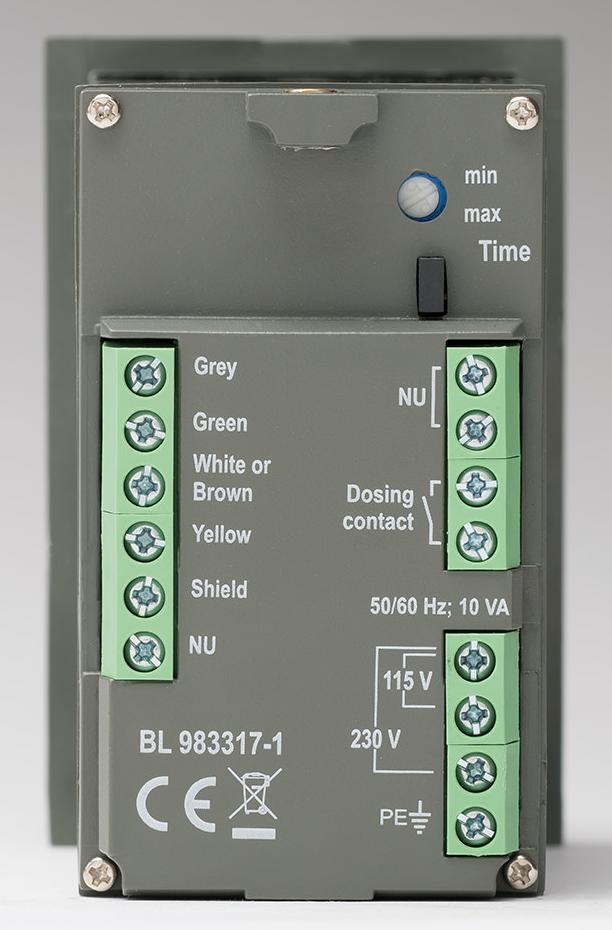 min
max
Time
Grey
Green
White or
Brown
Yellow
Shield
NU
NU
Dosing
contact
50/60 Hz; 10 VA
115 V
230 V
PE
BL 983317-1
CE